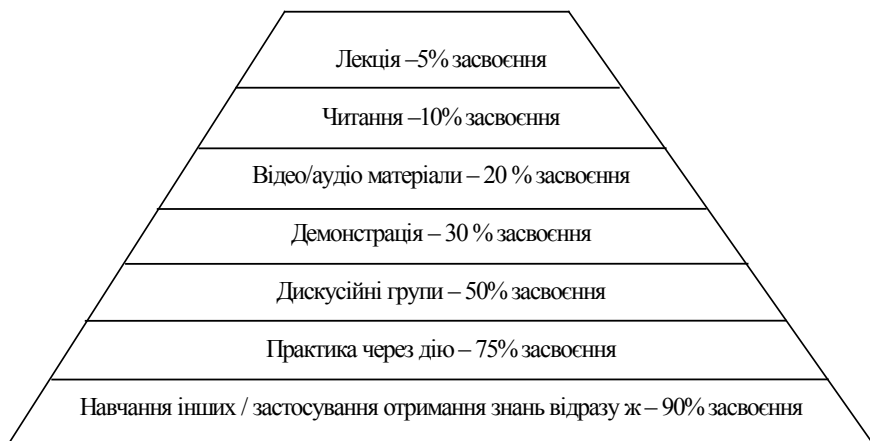 Лекція –5% засвоєння
Читання –10% засвоєння
Відео/аудіо матеріали – 20 % засвоєння
Демонстрація – 30 % засвоєння
Дискусійні групи – 50% засвоєння
Практика через дію – 75% засвоєння
Навчання інших / застосування отримання знань відразу ж – 90% засвоєння